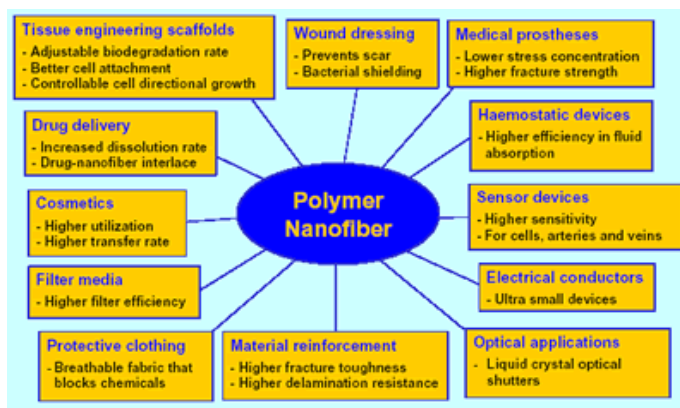 Tissue engineering scaffolds
- Adjustable biodegradation rate
- Better cell attachment
- Controllable cell directional growth
Wound dressing
- Prevents scar
- Bacterial shielding
Medical prostheses
- Lower stress concentration
- Higher fracture strength
Drug delivery
- Increased dissolution rate
- Drug-nanofiber interlace
Haemostatic devices
- Higher efficiency in fluid
absorption
Polymer
Nanofiber
Cosmetics
- Higher utilization
- Higher transfer rate
Sensor devices
- Higher sensitivity
- For cells, arteries and veins
Filter media
- Higher filter efficiency
Electrical conductors
- Ultra small devices
Protective clothing
- Breathable fabric that
blocks chemicals
Material reinforcement
- Higher fracture toughness
- Higher delamination resistance
Optical applications
- Liquid crystal optical
shutters